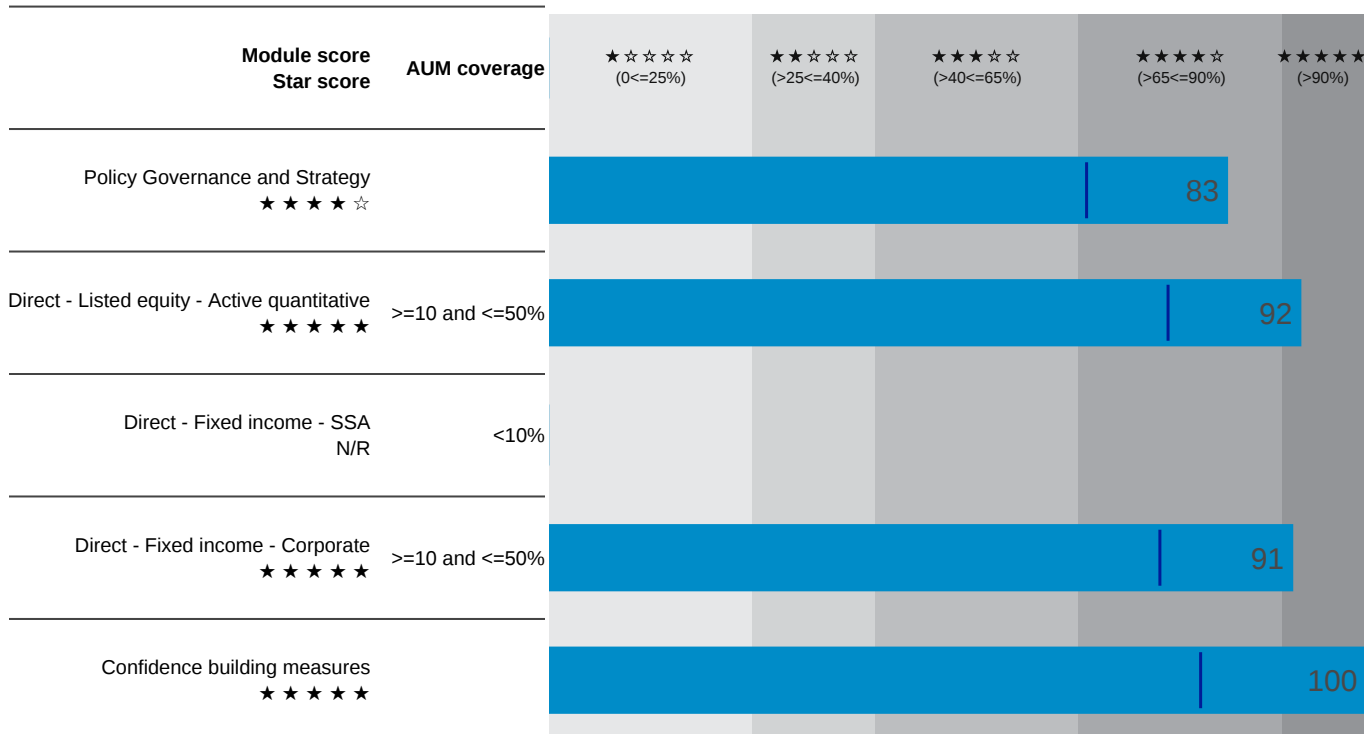 Module score
Star score
AUM coverage
★☆☆☆☆
(0<=25%)
★★☆☆☆
(>25<=40%)
★★★☆☆
(>40<=65%)
★★★★☆
(>65<=90%)
★★★★★
(>90%)
Policy Governance and Strategy
★★★★☆
83
Direct - Listed equity - Active quantitative
★★★★★
>=10 and <=50%
92
Direct - Fixed income - SSA
N/R
<10%
Direct - Fixed income - Corporate
★★★★★
>=10 and <=50%
91
Confidence building measures
★★★★★
100